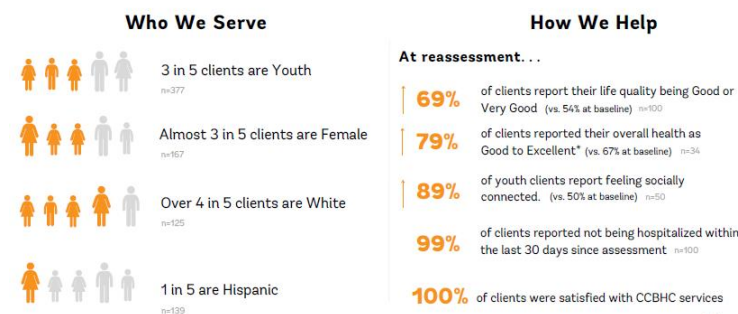 Who We Serve
3 in 5 clients are Youth
n=377
Almost 3 in 5 clients are Female
n=167
Over 4 in 5 clients are White
n=125
1 in 5 are Hispanic
n=139
How We Help
At reassessment. . .
69%
of clients report their life quality being Good or
Very Good (vs. 54% at baseline) n=100
79%
of clients reported their overall health as
Good to Excellent* (vs. 67% at baseline) n=34
89%
of youth clients report feeling socially
connected. (vs. 50% at baseline) n=50
99%
of clients reported not being hospitalized within
the last 30 days since assessment n=100
100% of clients were satisfied with CCBHC services